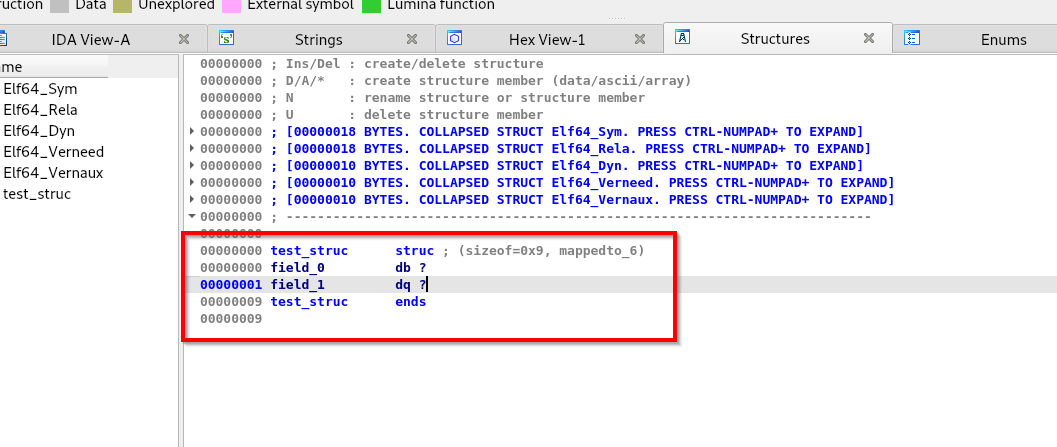 ruction Data Unexplored External symbol Lumina function
IDA View-A Strings Hex View-1 Structures Enums
me
Elf64_Sym
Elf64_Rela
Elf64_Dyn
Elf64_Verneed
Elf64_Vernaux
test_struc
00000000 ; Ins/Del : create/delete structure
00000000 ; D/A/* : create structure member (data/ascii/array)
00000000 ; N : rename structure or structure member
00000000 ; U : delete structure member
00000000 ; [00000018 BYTES. COLLAPSED STRUCT Elf64_Sym. PRESS CTRL-NUMPAD+ TO EXPAND]
00000000 ; [00000018 BYTES. COLLAPSED STRUCT Elf64_Rela. PRESS CTRL-NUMPAD+ TO EXPAND]
00000000 ; [00000010 BYTES. COLLAPSED STRUCT Elf64_Dyn. PRESS CTRL-NUMPAD+ TO EXPAND]
00000000 ; [00000010 BYTES. COLLAPSED STRUCT Elf64_Verneed. PRESS CTRL-NUMPAD+ TO EXPAND]
00000000 ; [00000010 BYTES. COLLAPSED STRUCT Elf64_Vernaux. PRESS CTRL-NUMPAD+ TO EXPAND]
00000000 ; ---------------------------------------------------------------------------
00000000
00000000 test_struc struc ; (sizeof=0x9, mappedto_6)
00000000 field_0 db ?
00000001 field_1 dq ?
00000009 test_struc ends
00000009